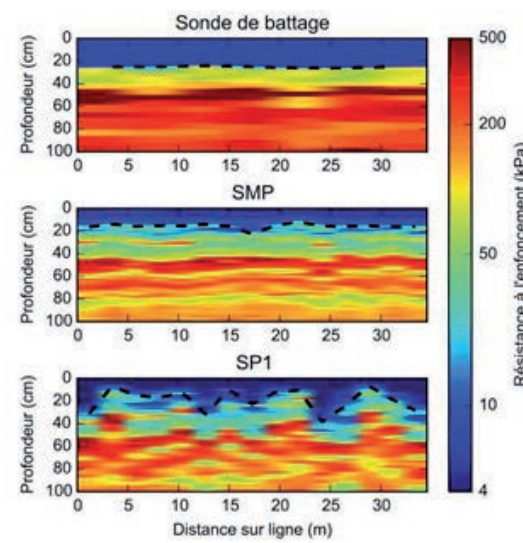 Sonde de battage
0
20
40
60
80
100
Profondeur (cm)
0 5 10 15 20 25 30
SMP
0
20
40
60
80
100
Profondeur (cm)
0 5 10 15 20 25 30
SP1
0
20
40
60
80
100
Profondeur (cm)
0 5 10 15 20 25 30
Distance sur ligne (m)
500
200
50
10
4
Résistance à l'enfoncement (kPa)